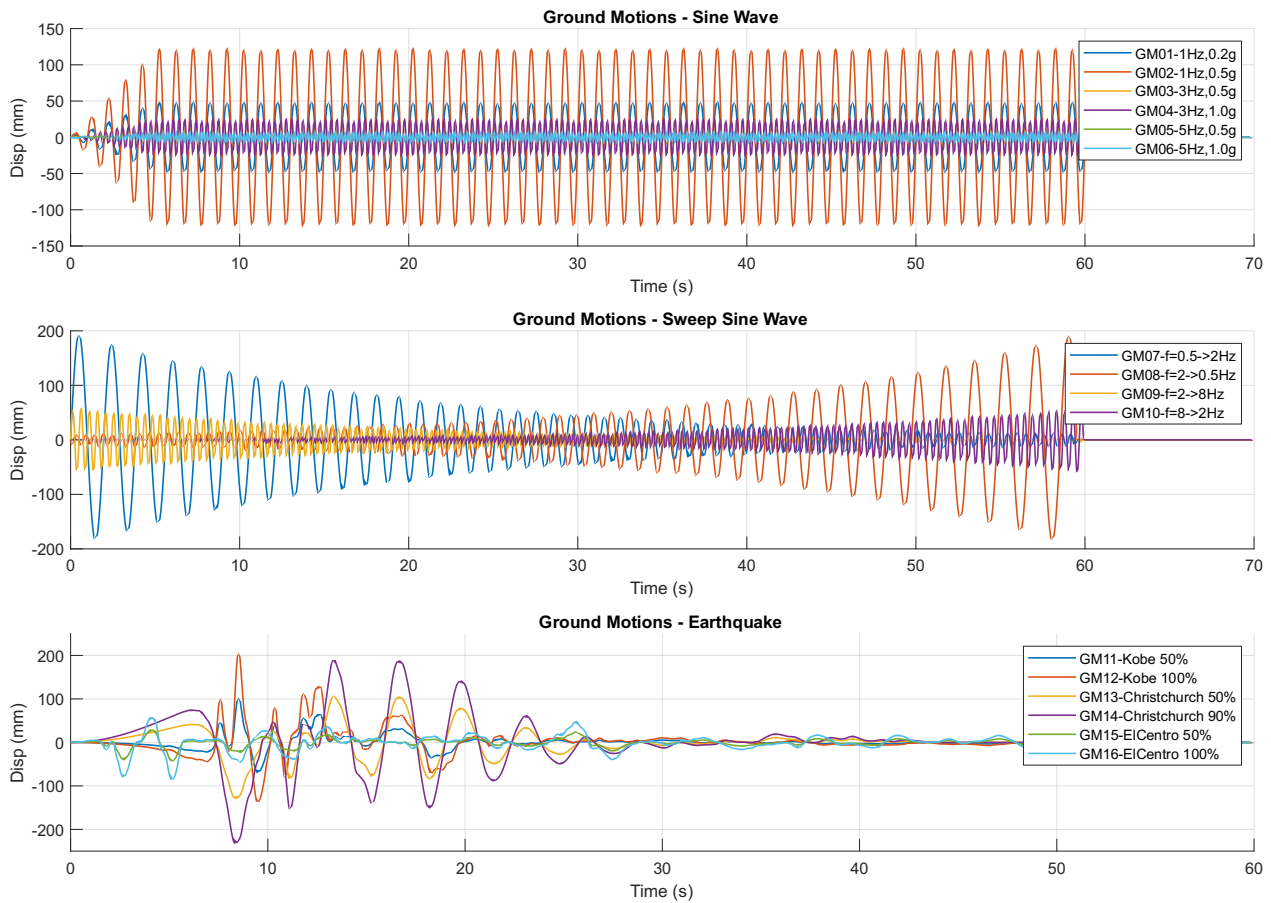 Ground Motions - Sine Wave
150
100
50
0
-50
-100
-150
Disp (mm)
GM01-1Hz,0.2g
GM02-1Hz,0.5g
GM03-3Hz,0.5g
GM04-3Hz,1.0g
GM05-5Hz,0.5g
GM06-5Hz,1.0g
0 10 20 30 40 50 60 70
Time (s)
Ground Motions - Sweep Sine Wave
200
100
0
-100
-200
Disp (mm)
GM07-f=0.5->2Hz
GM08-f=2->0.5Hz
GM09-f=2->8Hz
GM10-f=8->2Hz
0 10 20 30 40 50 60 70
Time (s)
Ground Motions - Earthquake
200
100
0
-100
-200
Disp (mm)
GM11-Kobe 50%
GM12-Kobe 100%
GM13-Christchurch 50%
GM14-Christchurch 90%
GM15-ElCentro 50%
GM16-ElCentro 100%
0 10 20 30 40 50 60
Time (s)